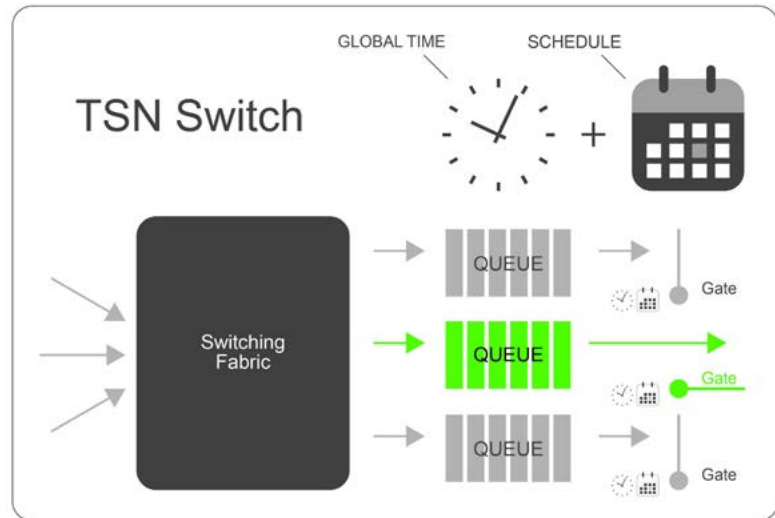 GLOBAL TIME
SCHEDULE
TSN Switch
+
QUEUE
Gate
Switching
Fabric
QUEUE
Gate
QUEUE
Gate